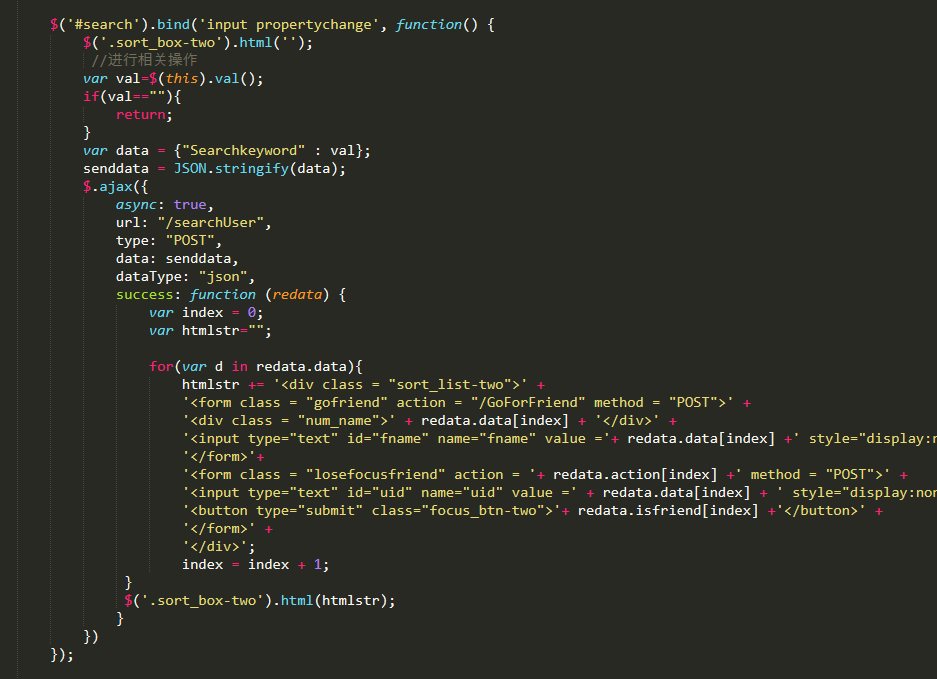 $('#search').bind('input propertychange', function() {
$('.sort_box-two').html('');
//进行相关操作
var val=$(this).val();
if(val==""){
return;
}
var data = {"Searchkeyword" : val};
senddata = JSON.stringify(data);
$.ajax({
async: true,
url: "/searchUser",
type: "POST",
data: senddata,
dataType: "json",
success: function (redata) {
var index = 0;
var htmlstr="";
for(var d in redata.data){
htmlstr += '<div class = "sort_list-two">' +
'<form class = "gofriend" action = "/GoForFriend" method = "POST">' +
'<div class = "num_name">' + redata.data[index] + '</div>' +
'<input type="text" id="fname" name="fname" value ='+ redata.data[index] +' style="display:n
'</form>'+
'<form class = "losefocusfriend" action = '+ redata.action[index] +' method = "POST">' +
'<input type="text" id="uid" name="uid" value =' + redata.data[index] + ' style="display:non
'<button type="submit" class="focus_btn-two">'+ redata.isfriend[index] +'</button>' +
'</form>' +
'</div>';
index = index + 1;
}
$('.sort_box-two').html(htmlstr);
}
})
});